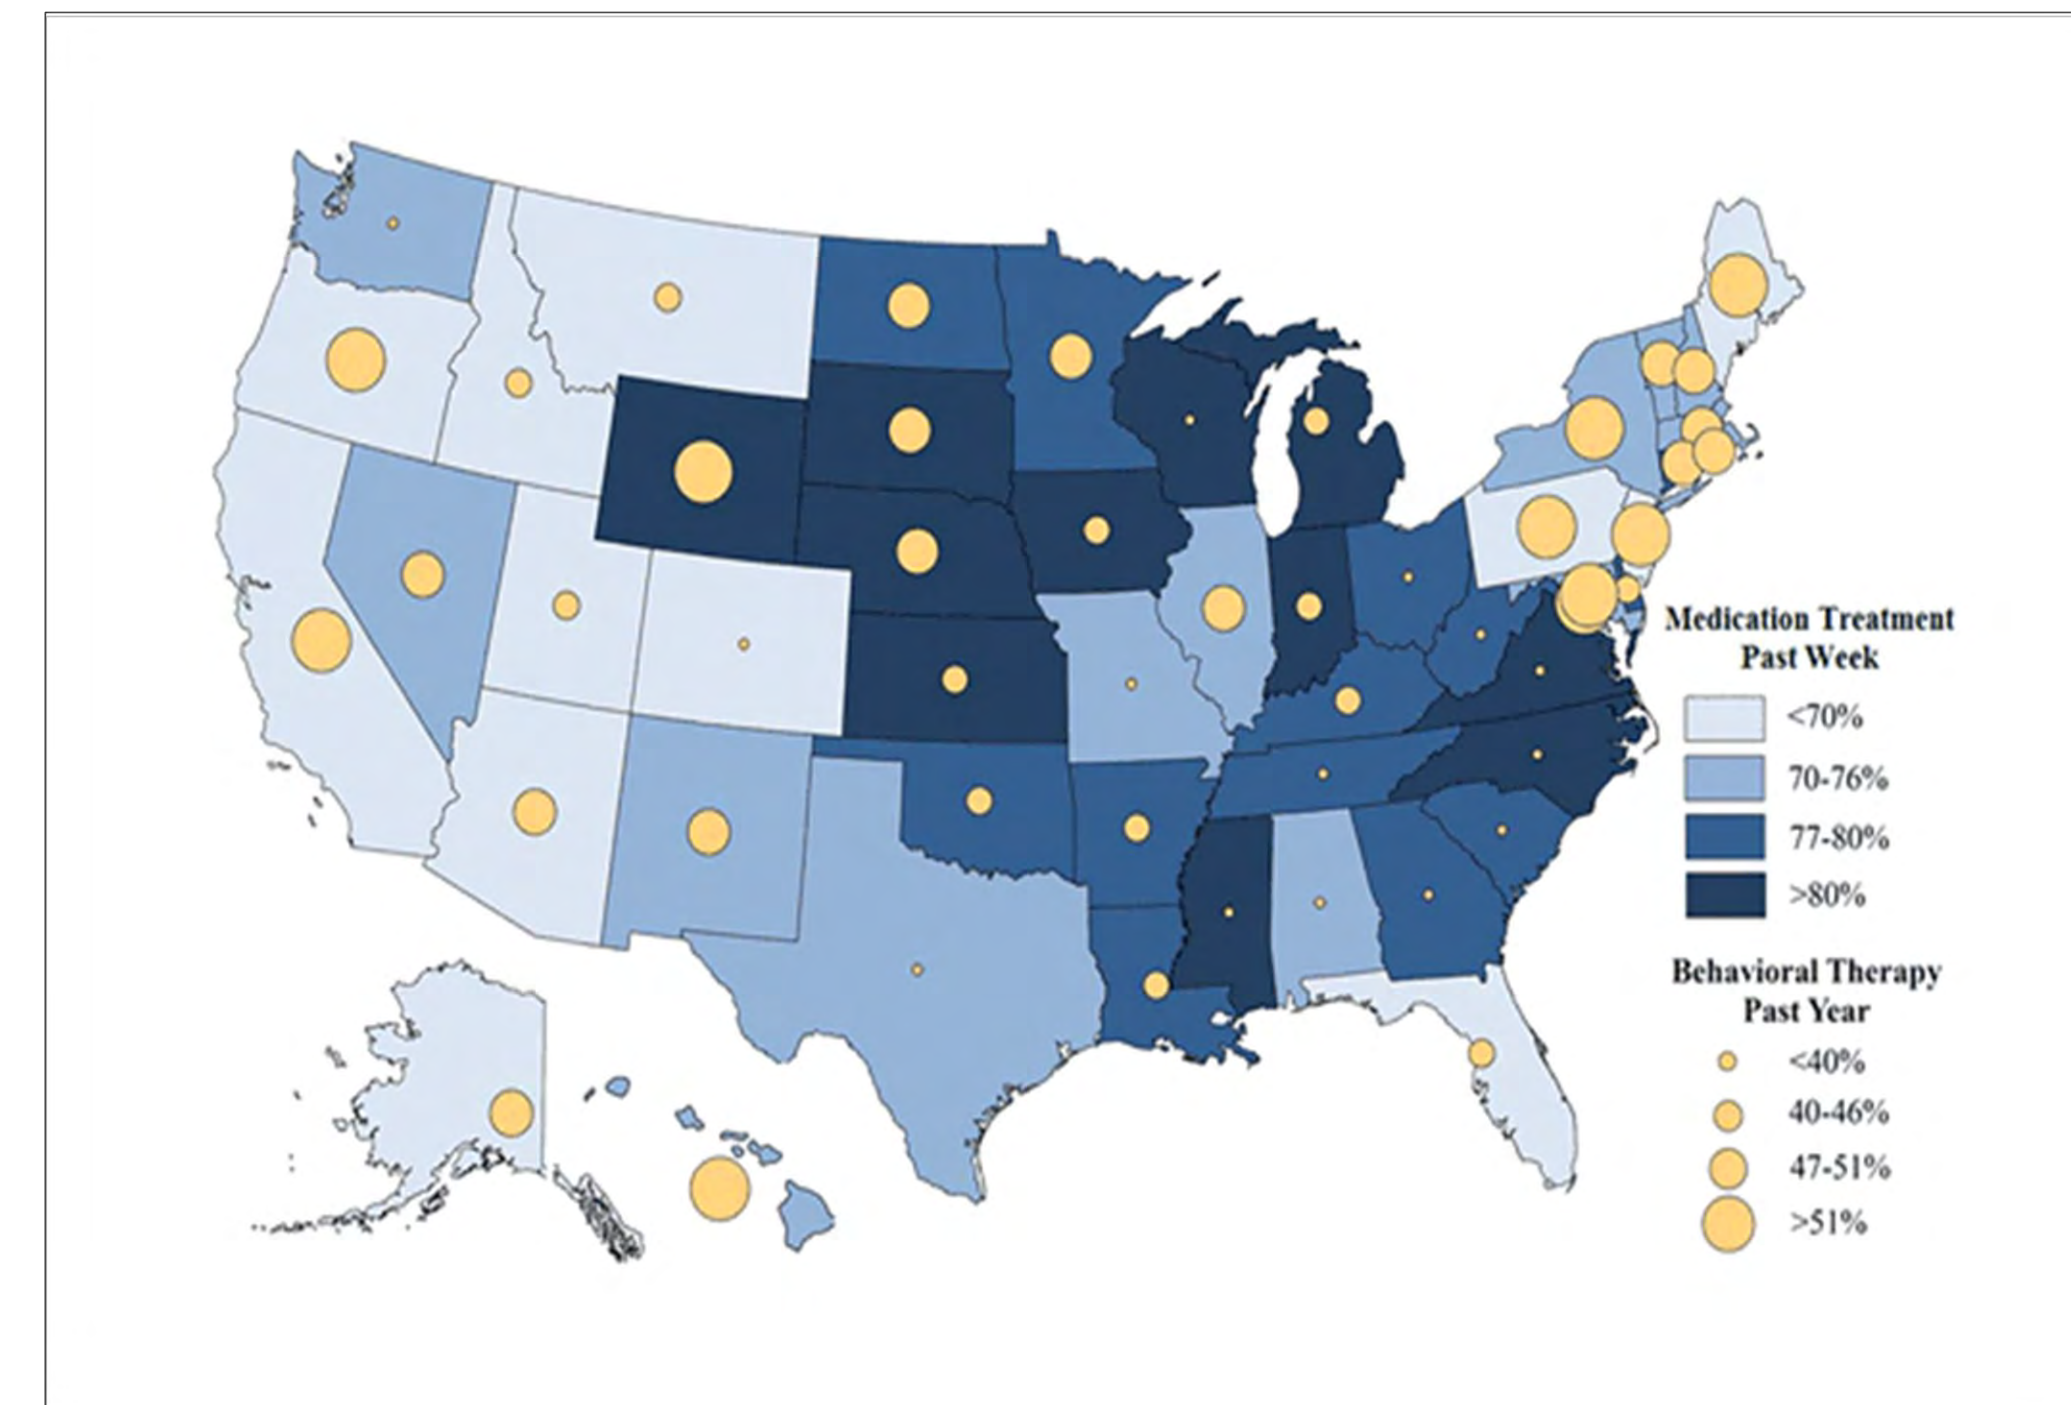 Medication Treatment
Past Week
<70%
70-76%
77-80%
>80%
Behavioral Therapy
Past Year
<40%
40-46%
47-51%
>51%